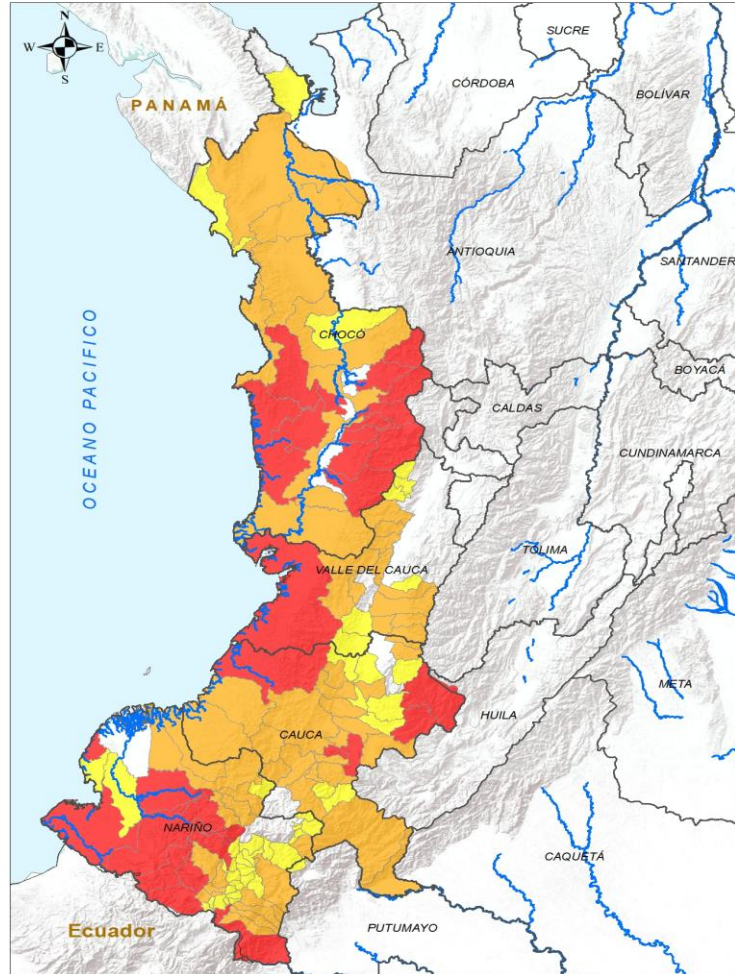 N
W E
S
SUCRE
CÓRDOBA
BOLÍVAR
PANAMÁ
ANTIOQUIA
SANTANDER
OCEANO PACIFICO
CHOCÓ
BOYACÁ
CALDAS
CUNDINAMARCA
TOLIMA
VALLE DEL CAUCA
META
HUILA
CAUCA
NARIÑO
CAQUETÁ
PUTUMAYO
Ecuador